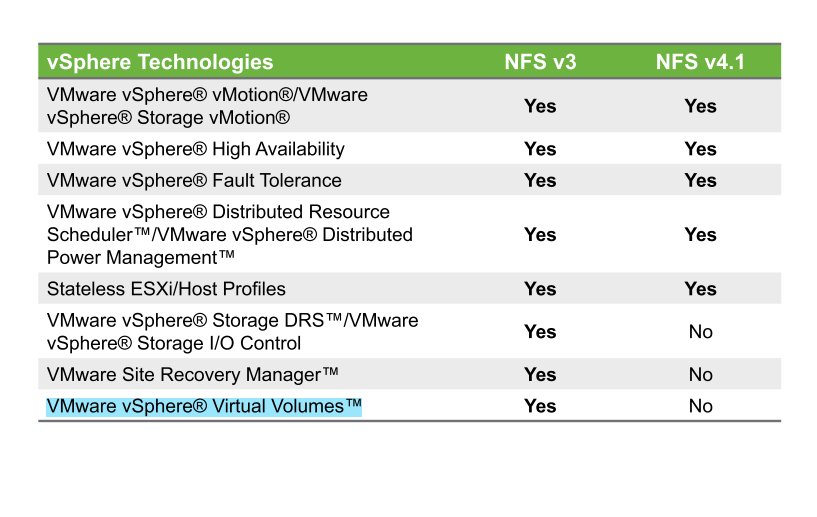 vSphere Technologies NFS v3 NFS v4.1
VMware vSphere® vMotion®/VMware
vSphere® Storage vMotion® Yes Yes
VMware vSphere® High Availability Yes Yes
VMware vSphere® Fault Tolerance Yes Yes
VMware vSphere® Distributed Resource
Scheduler™/VMware vSphere® Distributed Yes Yes
Power Management™
Stateless ESXi/Host Profiles Yes Yes
VMware vSphere® Storage DRS™/VMware
vSphere® Storage I/O Control Yes No
VMware Site Recovery Manager™ Yes No
VMware vSphere® Virtual Volumes™ Yes No